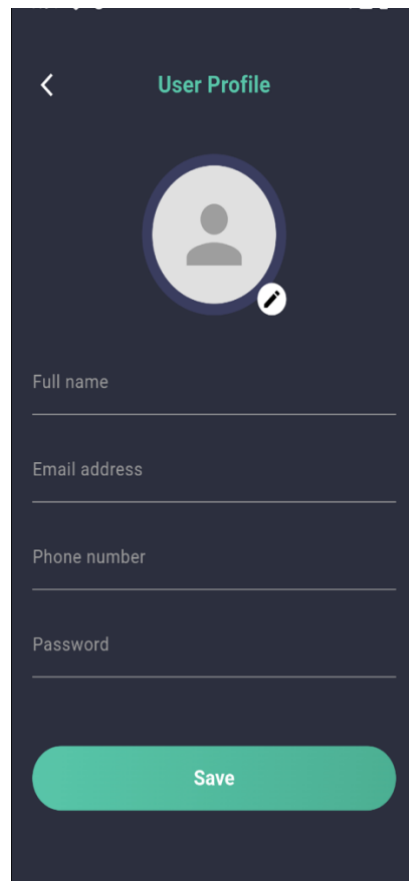 User Profile
Full name
Email address
Phone number
Password
Save